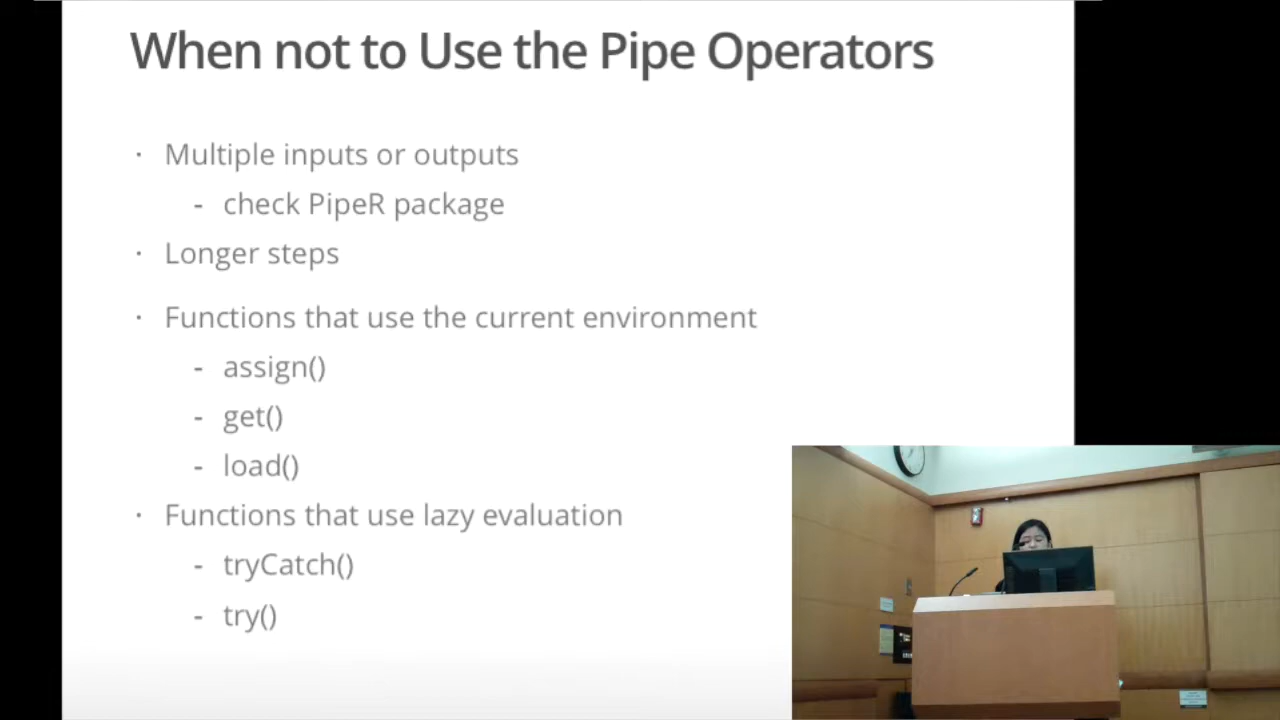 When not to Use the Pipe Operators
· Multiple inputs or outputs
- check PipeR package
· Longer steps
· Functions that use the current environment
- assign()
- get()
- load()
· Functions that use lazy evaluation
- tryCatch()
- try()